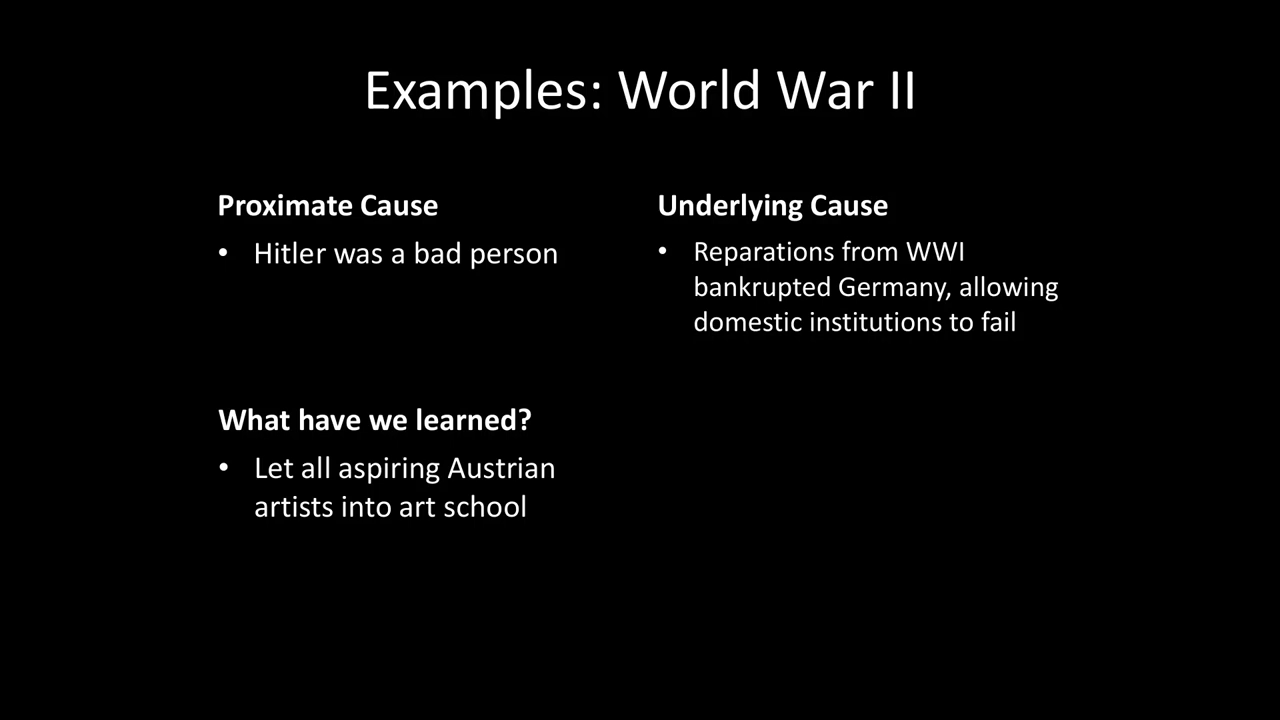 Examples: World War II
Proximate Cause
• Hitler was a bad person
Underlying Cause
• Reparations from WWI
bankrupted Germany, allowing
domestic institutions to fail
What have we learned?
• Let all aspiring Austrian
artists into art school